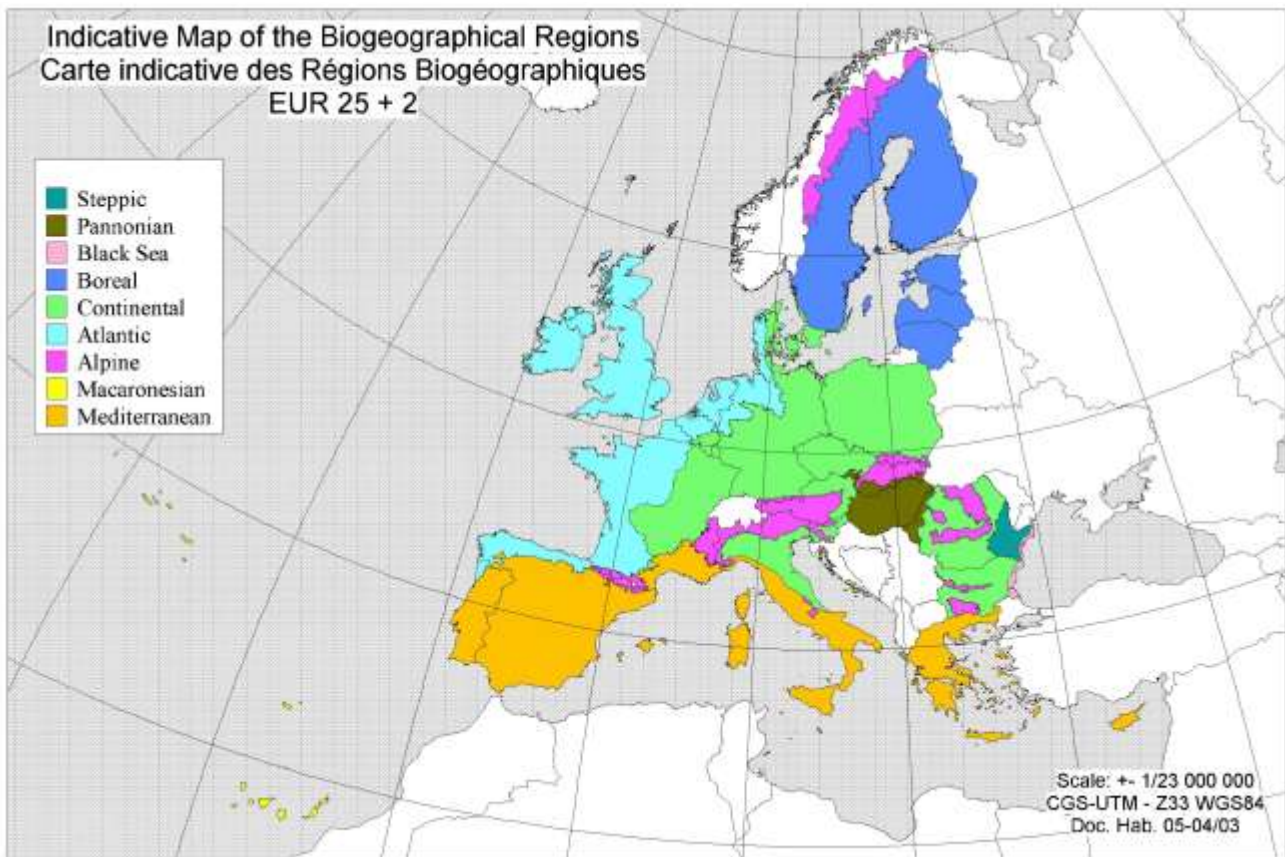 Indicative Map of the Biogeographical Regions
Carte indicative des Régions Biogéographiques
EUR 25 + 2
Steppic
Pannonian
Black Sea
Boreal
Continental
Atlantic
Alpine
Macaronesian
Mediterranean
Scale: +- 1/23 000 000
CGS-UTM - Z33 WGS84
Doc. Hab. 05-04/03